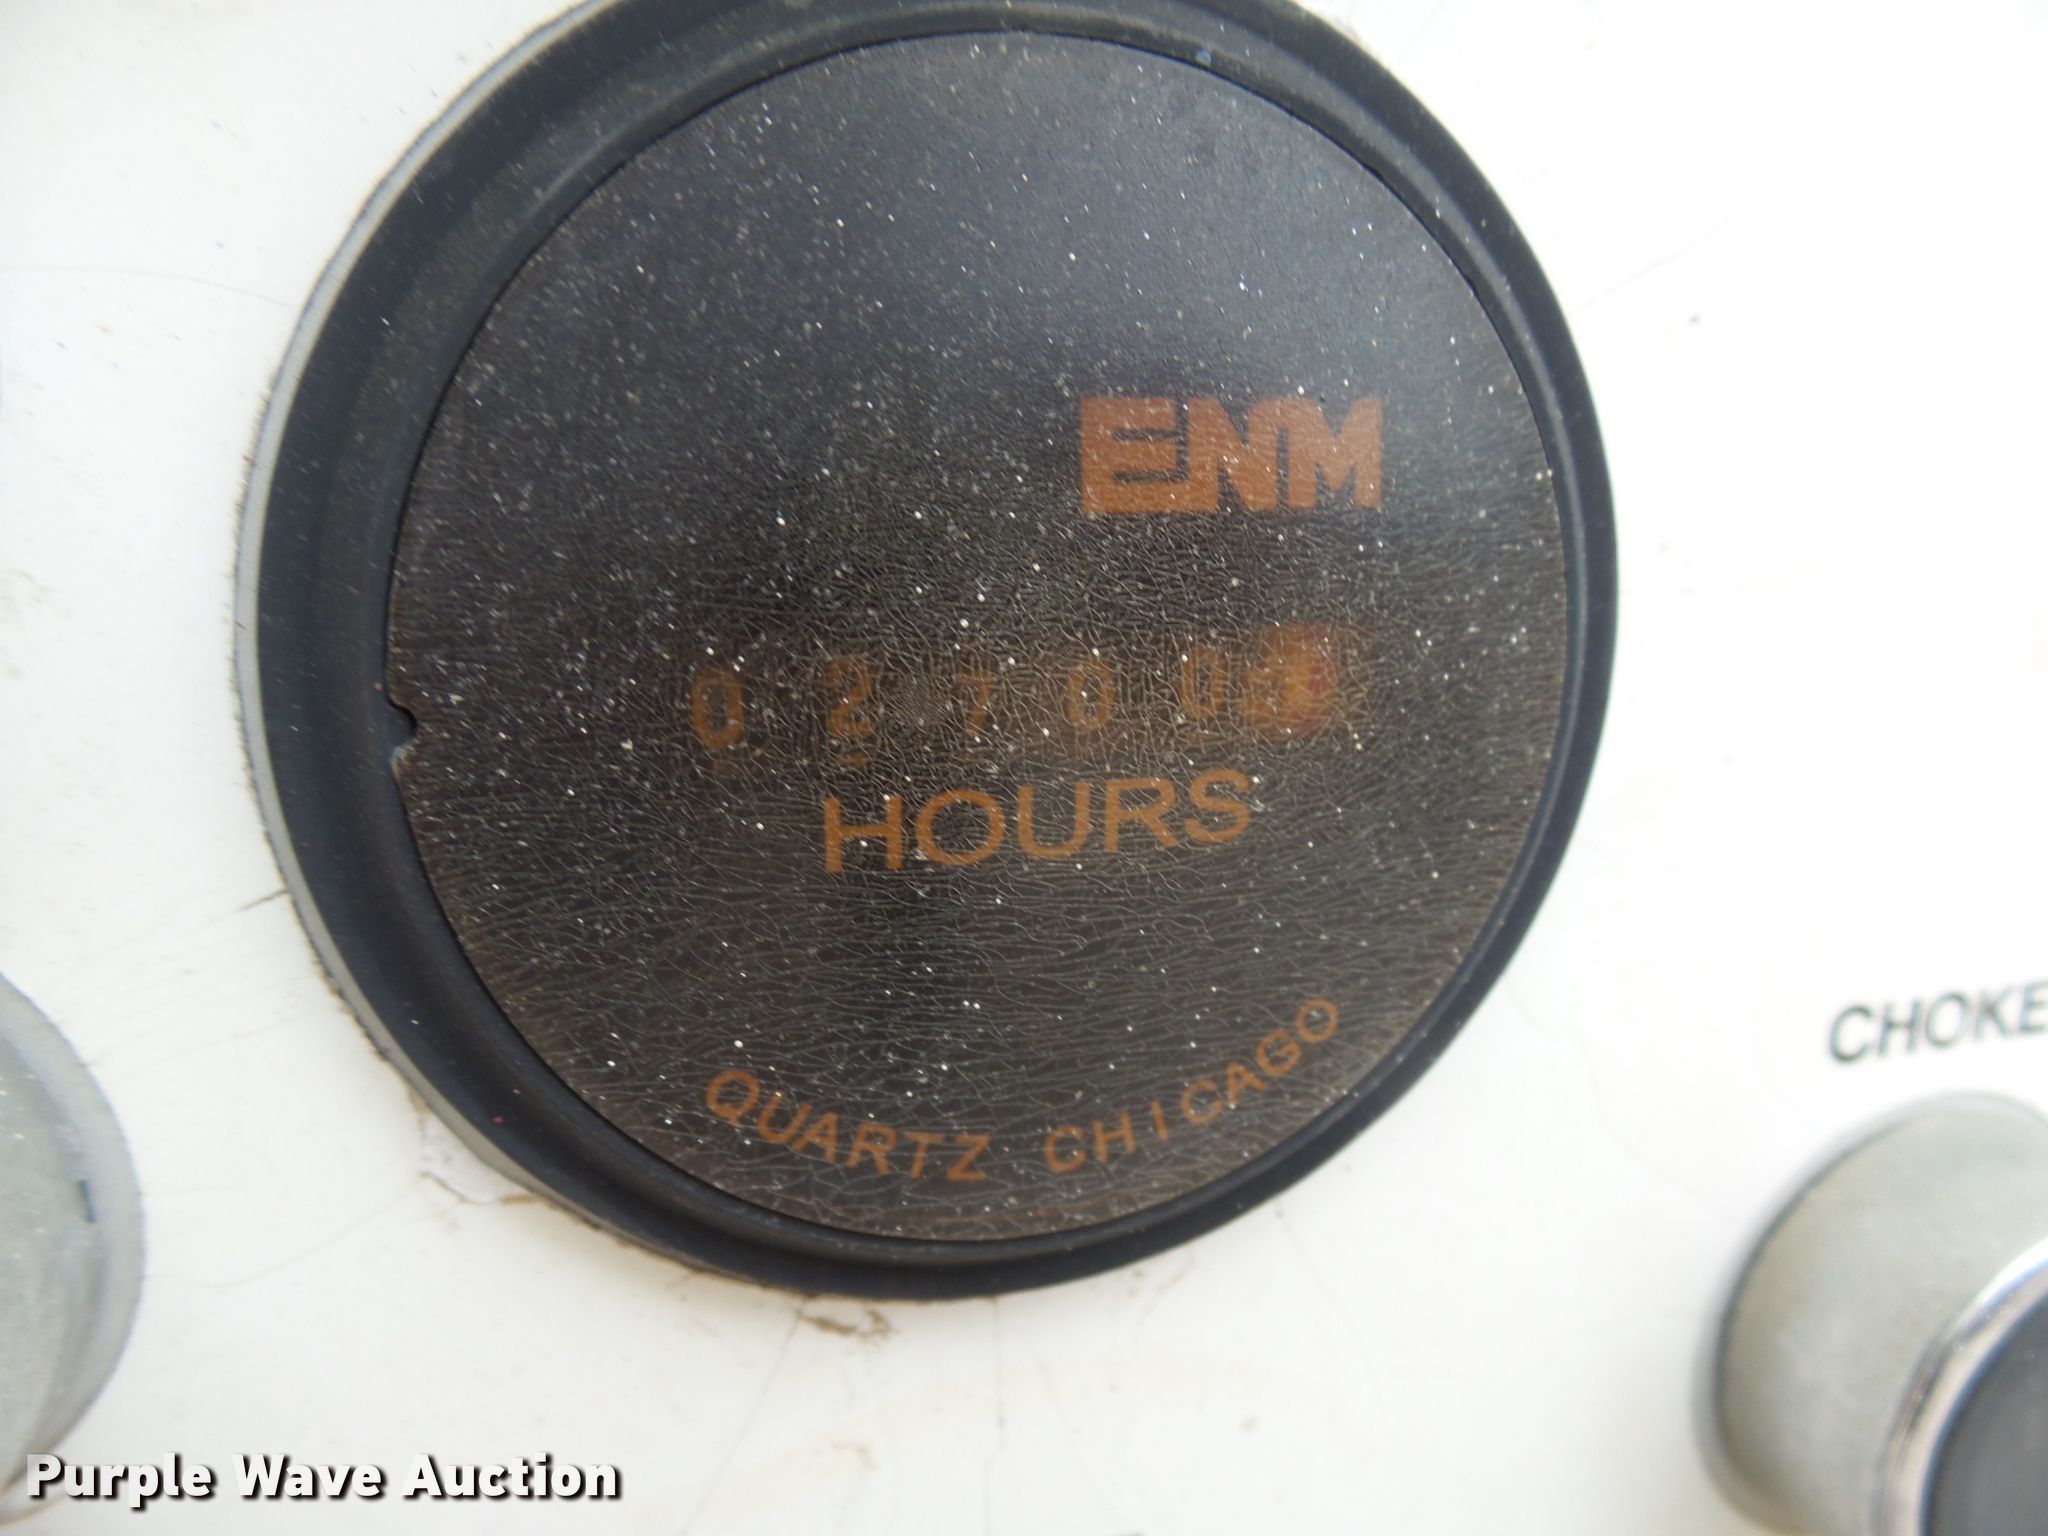 ENM
02700
HOURS
QUARTZ CHICAGO
CHOKE
Purple Wave Auction